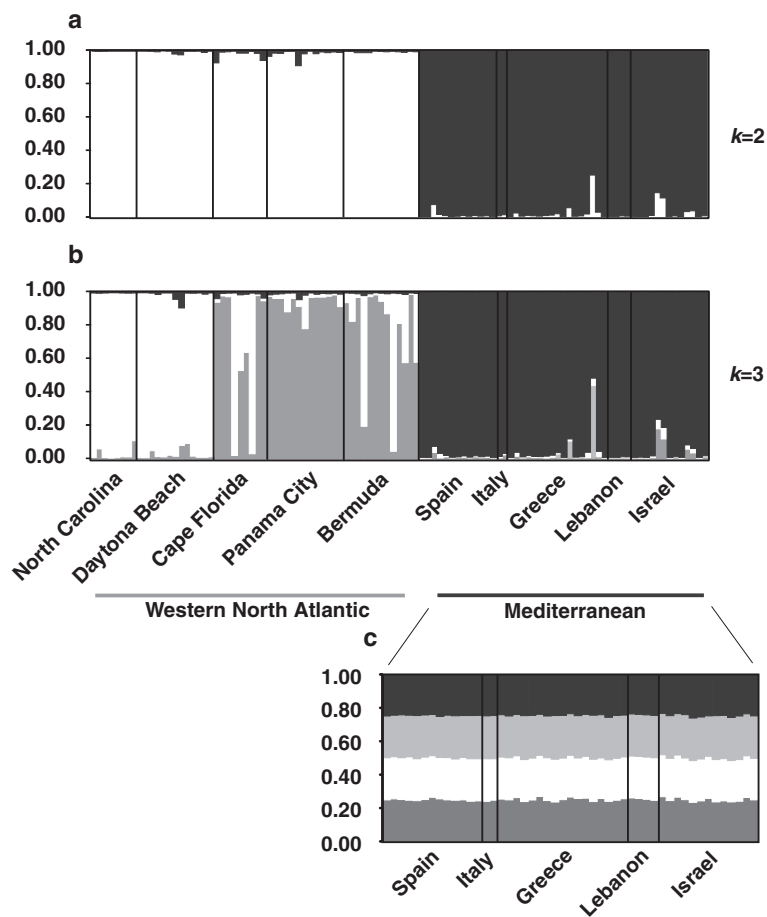 a
1.00
0.80
0.60
0.40
0.20
0.00
k=2
b
1.00
0.80
0.60
0.40
0.20
0.00
k=3
North Carolina
Daytona Beach
Cape Florida
Panama City
Bermuda
Spain
Italy
Greece
Lebanon
Israel
Western North Atlantic
Mediterranean
c
1.00
0.80
0.60
0.40
0.20
0.00
Spain
Italy
Greece
Lebanon
Israel